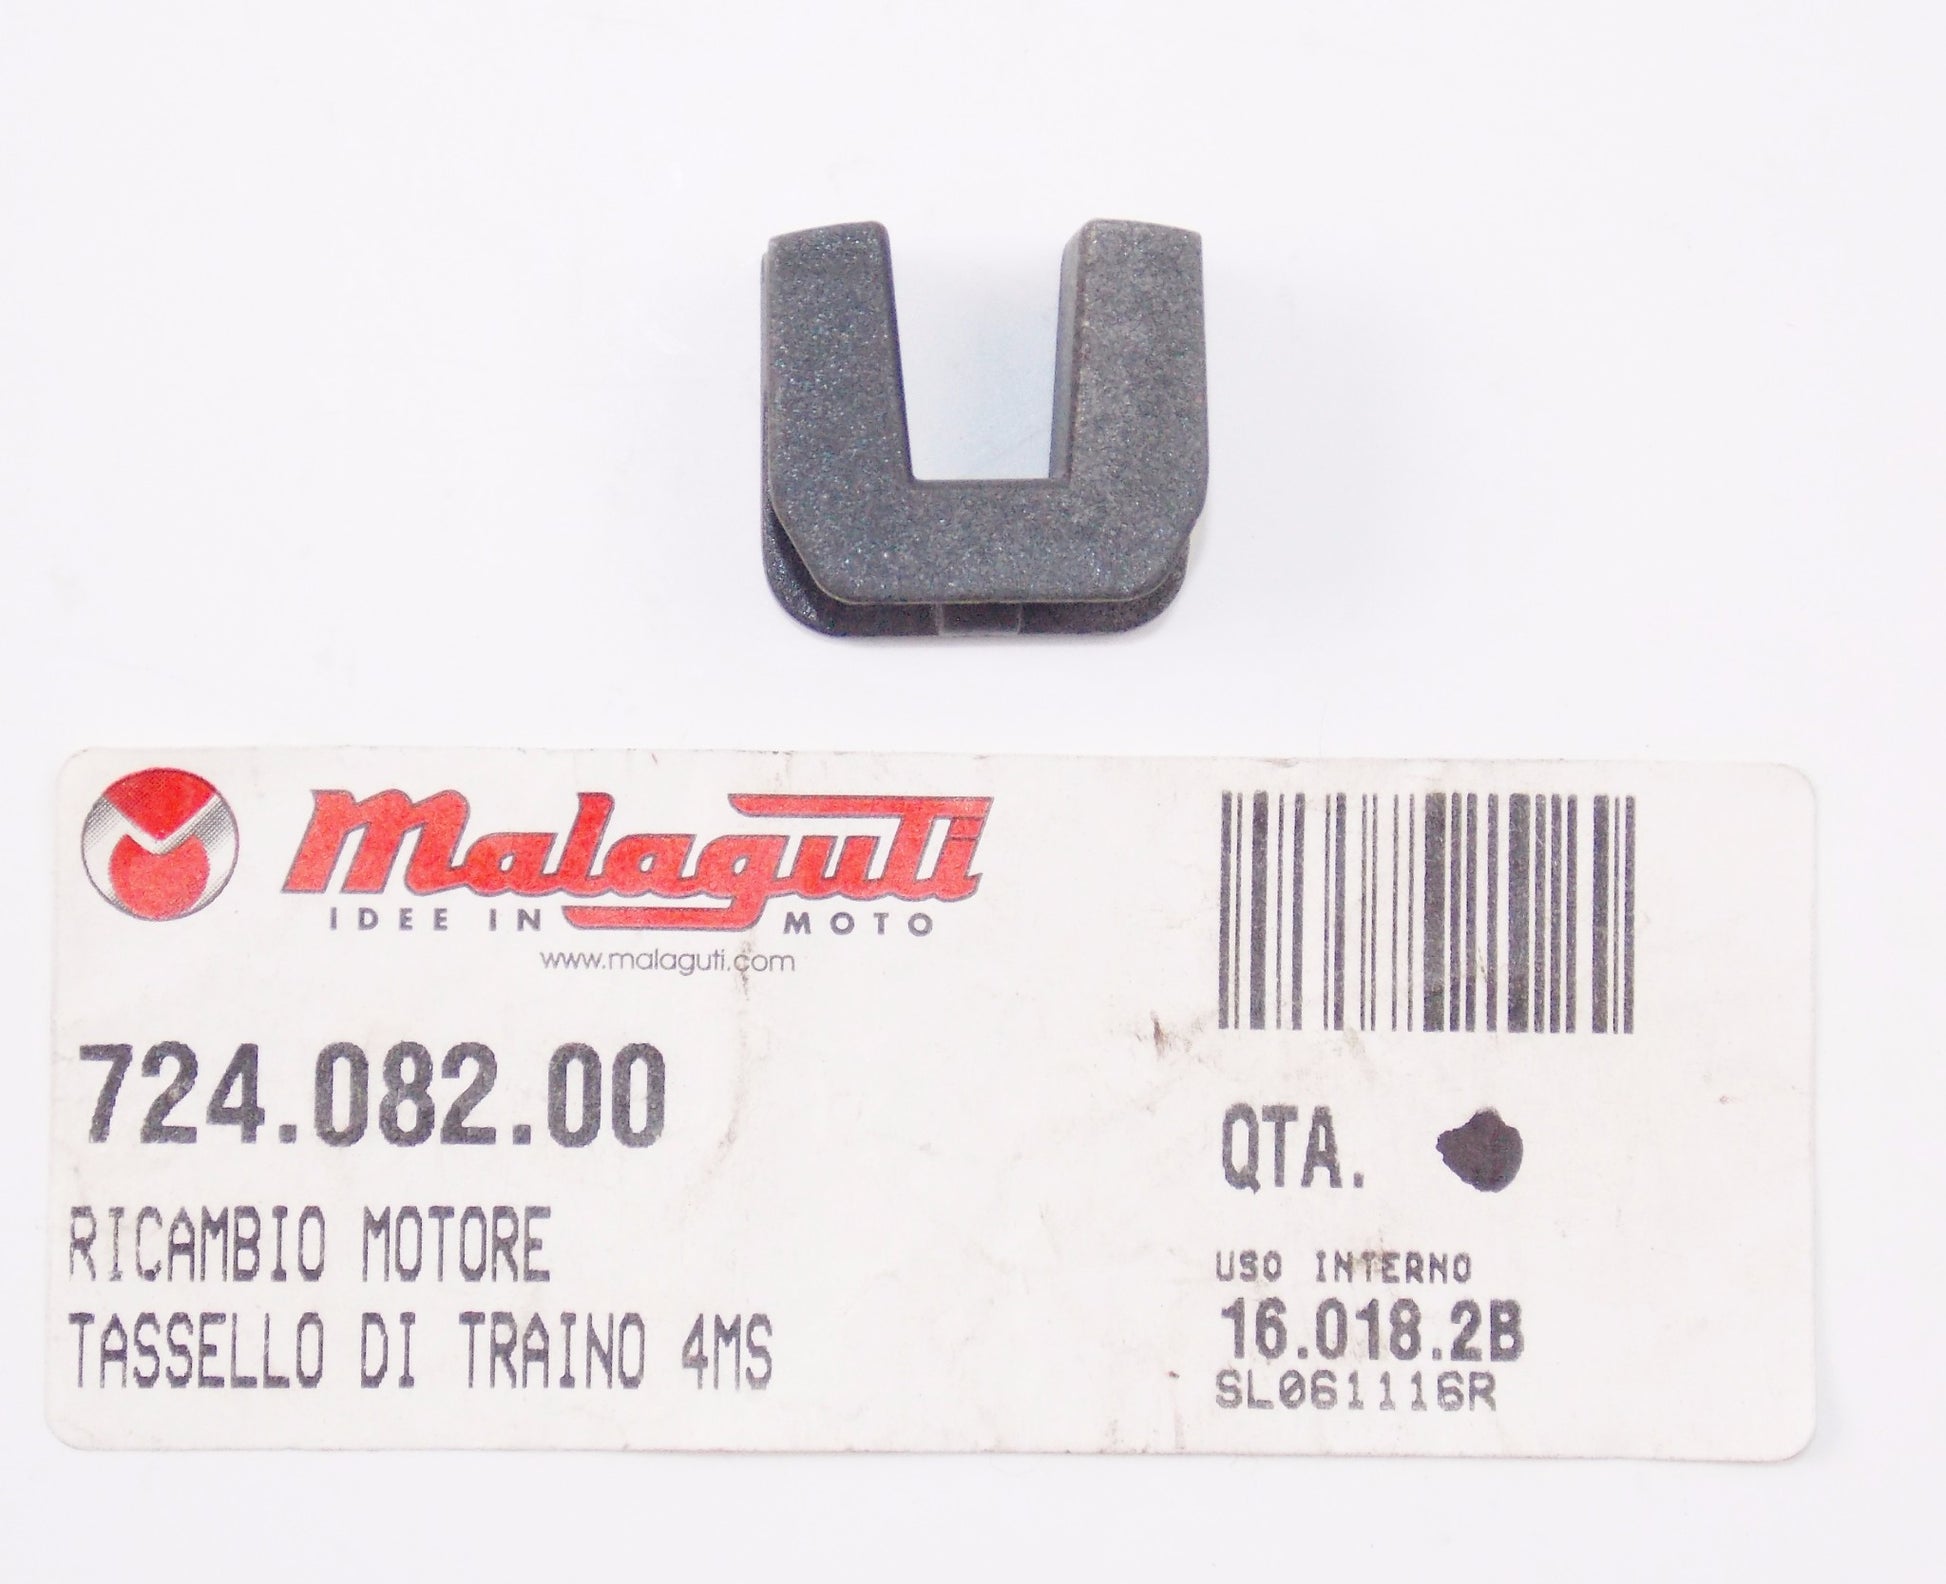 Malaguti
IDEE IN MOTO
www.malaguti.com
724.082.00
RICAMBIO MOTORE
TASSELLO DI TRAINO 4MS
QTA.
USO INTERNO
16.018.2B
SL061116R